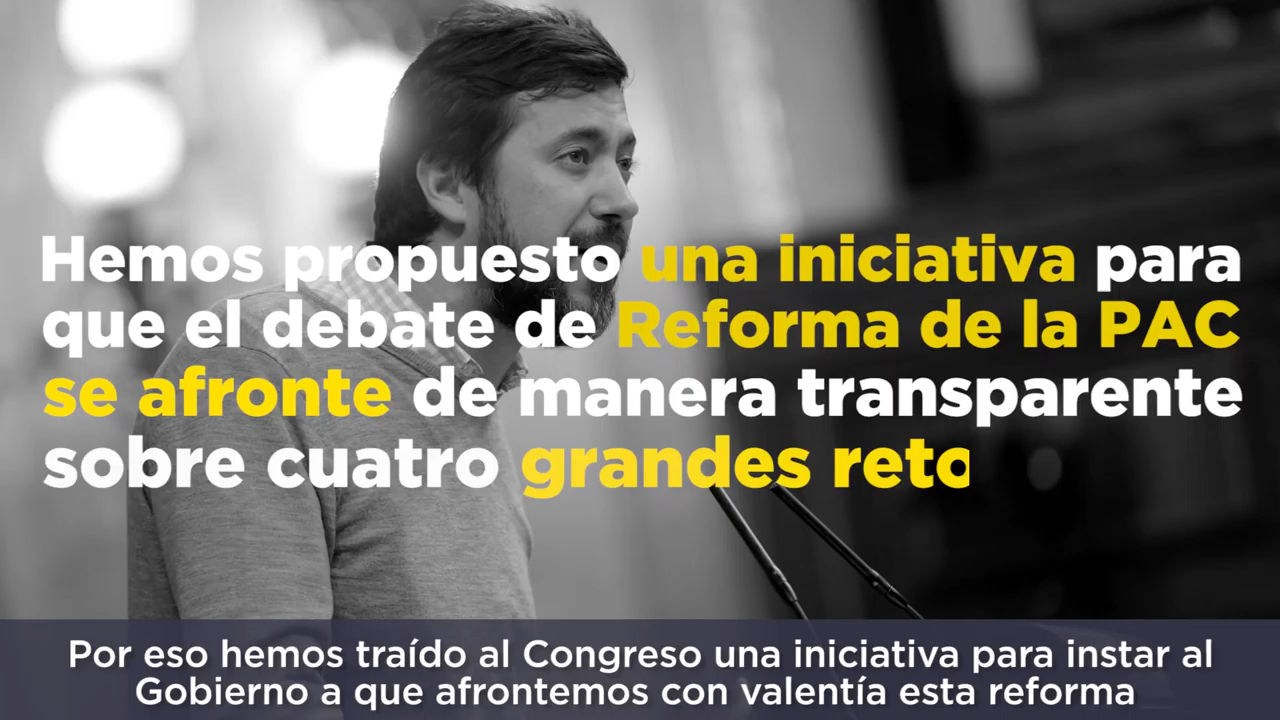 Hemos propuesto una iniciativa para
que el debate de Reforma de la PAC
se afronte de manera transparente
sobre cuatro grandes reto
Por eso hemos traído al Congreso una iniciativa para instar al
Gobierno a que afrontemos con valentía esta reforma